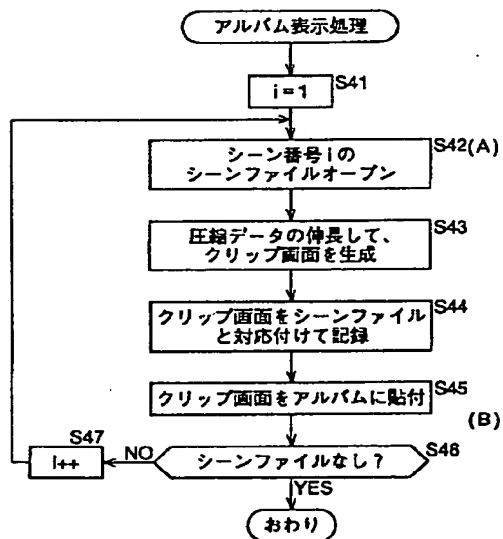 アルバム表示処理
S41
i=1
S42(A)
シーン番号iの
シーンファイルオープン
S43
圧縮データの伸長して、
クリップ画面を生成
S44
クリップ画面をシーンファイル
と対応付けて記録
S45
クリップ画面をアルバムに貼付
(B)
S47
i++
NO
シーンファイルなし?
S46
YES
おわり